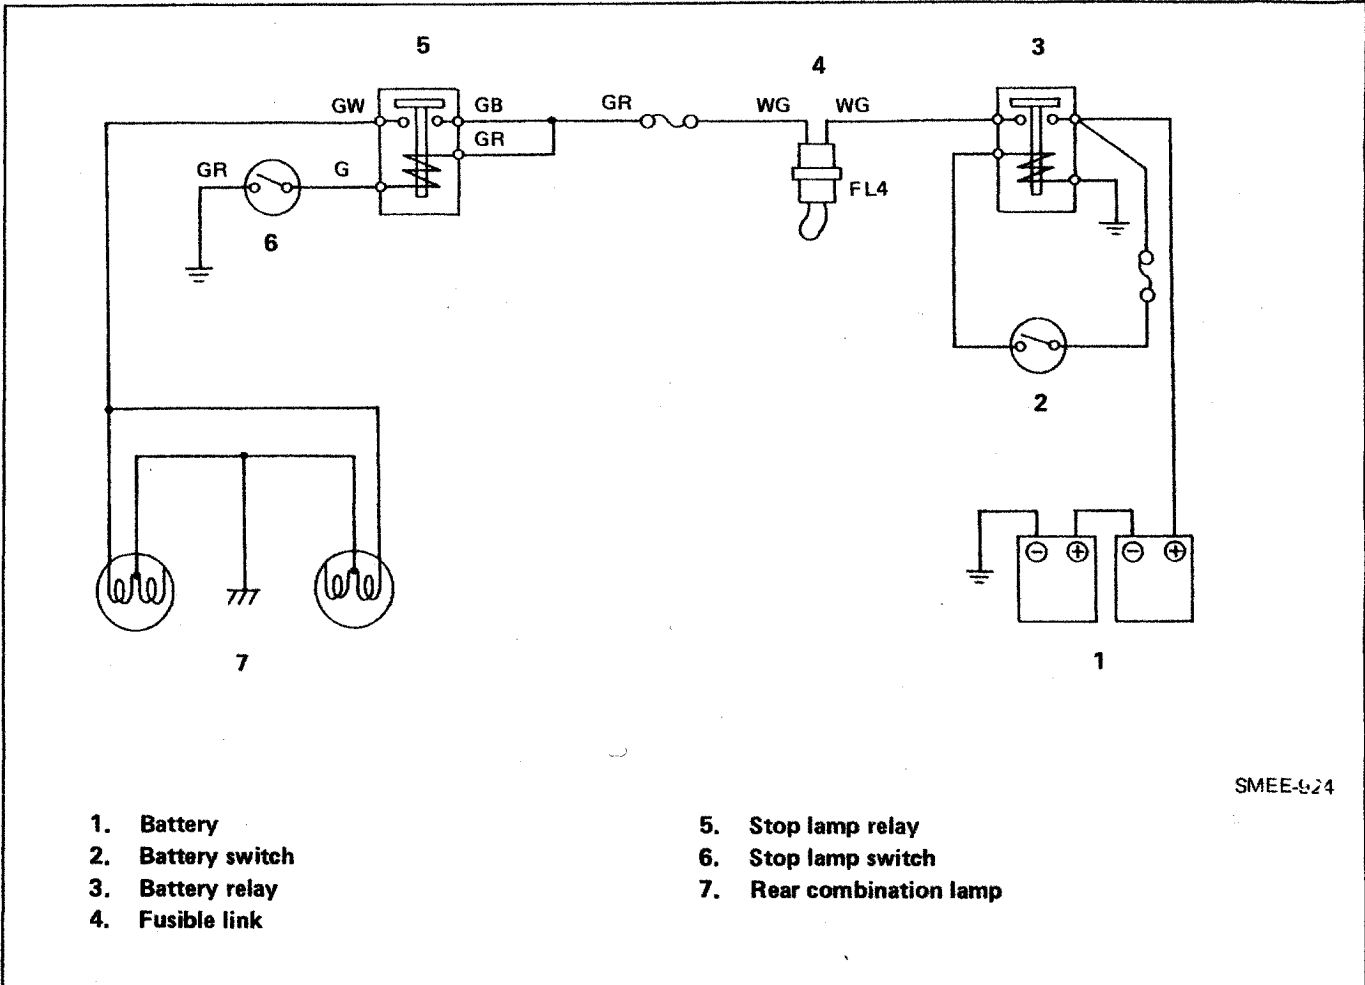 5
3
4
GW
GB
GR
WG
WG
GR
GR
G
FL4
6
2
7
1
1. Battery
2. Battery switch
3. Battery relay
4. Fusible link
5. Stop lamp relay
6. Stop lamp switch
7. Rear combination lamp